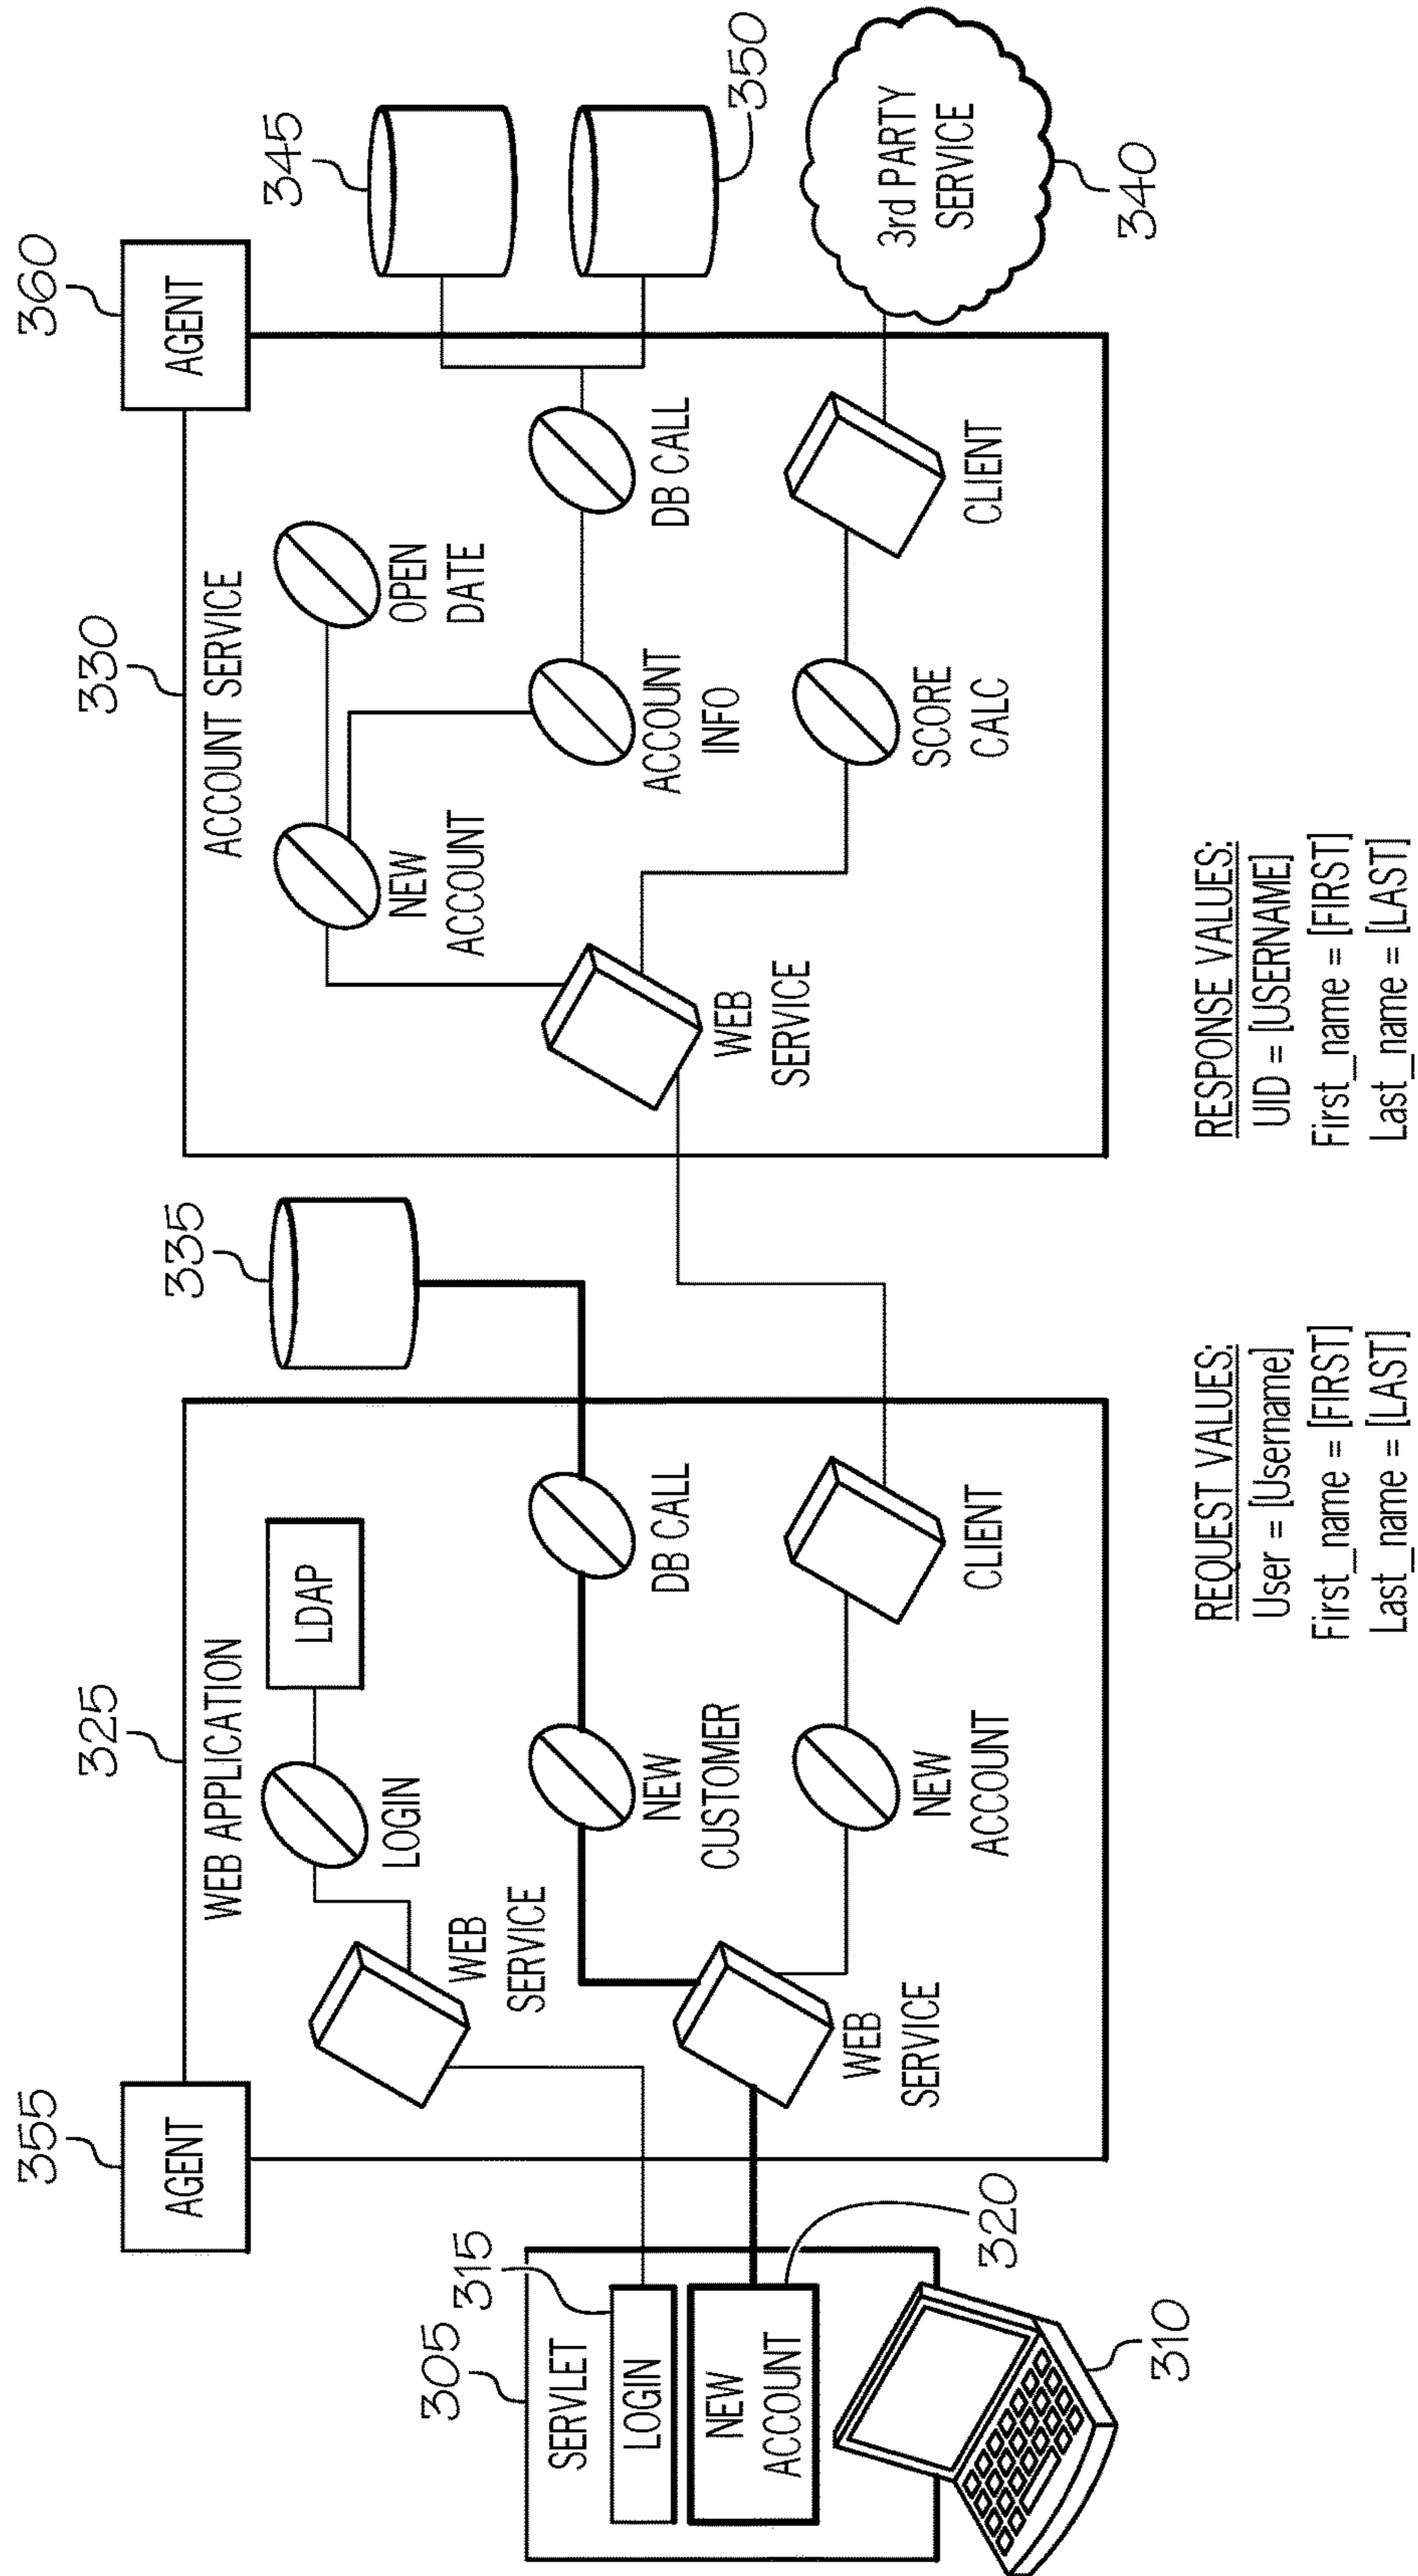 355
AGENT
325
WEB APPLICATION
LDAP
LOGIN
WEB
SERVICE
305
SERVLET
315
LOGIN
NEW
ACCOUNT
320
310
NEW
CUSTOMER
DB CALL
WEB
SERVICE
NEW
ACCOUNT
CLIENT
335
360
AGENT
330
ACCOUNT SERVICE
NEW
ACCOUNT
OPEN
DATE
ACCOUNT
INFO
DB CALL
WEB
SERVICE
SCORE
CALC
CLIENT
345
350
3rd PARTY
SERVICE
340
REQUEST VALUES:
User = [Username]
First_name = [FIRST]
Last_name = [LAST]
RESPONSE VALUES:
UID = [USERNAME]
First_name = [FIRST]
Last_name = [LAST]